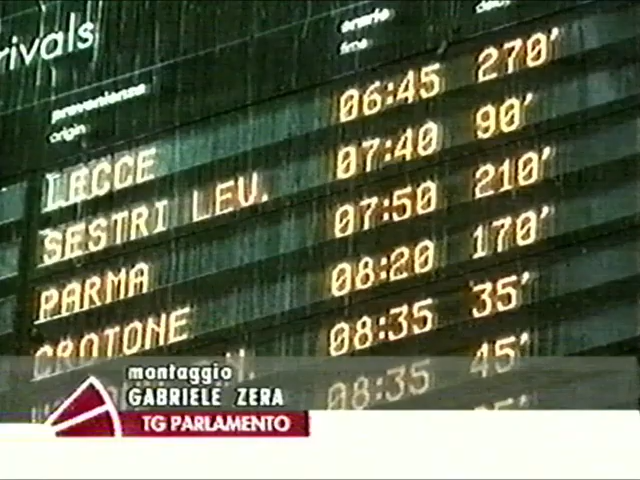 rivals
orario
time
provenienza
origin
LECCE 06:45 270'
SESTRI LEV. 07:40 90'
PARMA 07:50 210'
CROTONE 08:20 170'
08:35 35'
08:35 45'
montaggio
GABRIELE ZERA
TG PARLAMENTO